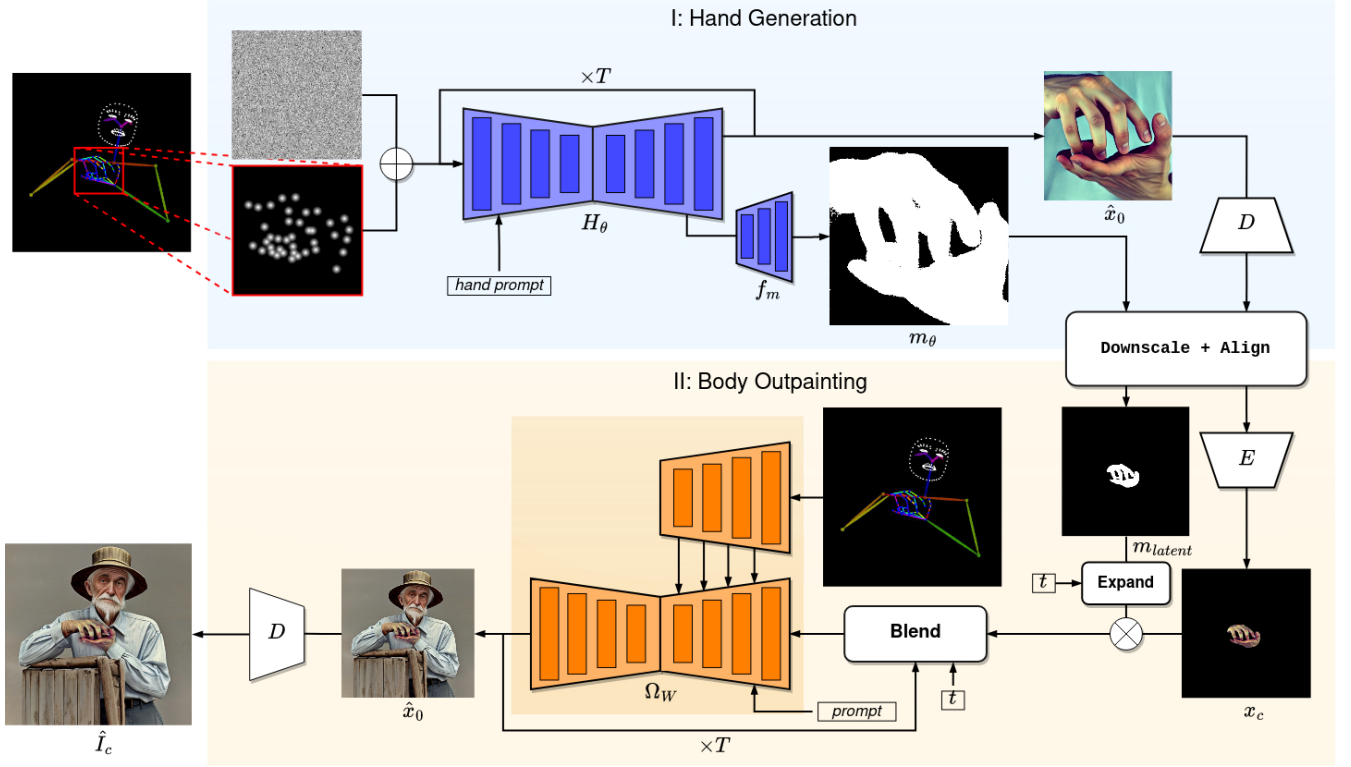 I: Hand Generation
×T
H_θ
hand prompt
f_m
m_θ
x̂_0
D
Downscale + Align
II: Body Outpainting
E
m_latent
t
Expand
x_c
Blend
t
prompt
Ω_W
×T
x̂_0
D
Î_c